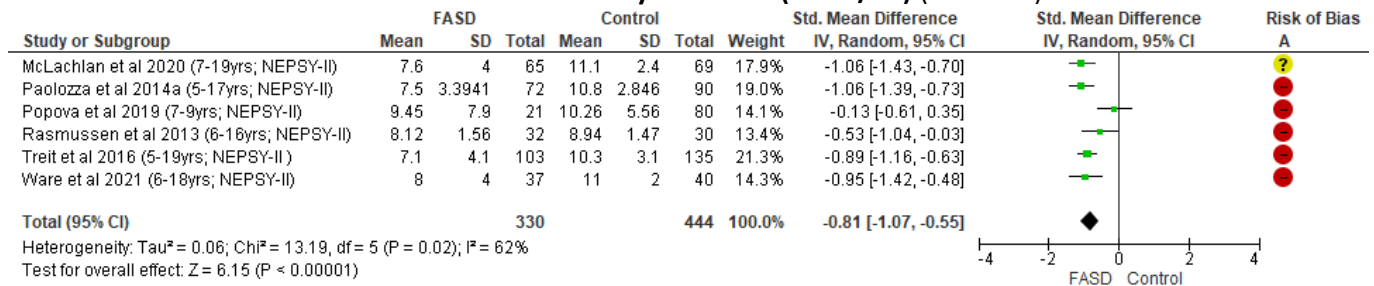 FASD Control Std. Mean Difference Std. Mean Difference Risk of Bias
Study or Subgroup Mean SD Total Mean SD Total Weight IV, Random, 95% CI IV, Random, 95% CI A
McLachlan et al 2020 (7-19yrs; NEPSY-II) 7.6 4 65 11.1 2.4 69 17.9% -1.06 [-1.43, -0.70] ?
Paolozza et al 2014a (5-17yrs; NEPSY-II) 7.5 3.3941 72 10.8 2.846 90 19.0% -1.06 [-1.39, -0.73] -
Popova et al 2019 (7-9yrs; NEPSY-II) 9.45 7.9 21 10.26 5.56 80 14.1% -0.13 [-0.61, 0.35] -
Rasmussen et al 2013 (6-16yrs; NEPSY-II) 8.12 1.56 32 8.94 1.47 30 13.4% -0.53 [-1.04, -0.03] -
Treit et al 2016 (5-19yrs; NEPSY-II ) 7.1 4.1 103 10.3 3.1 135 21.3% -0.89 [-1.16, -0.63] -
Ware et al 2021 (6-18yrs; NEPSY-II) 8 4 37 11 2 40 14.3% -0.95 [-1.42, -0.48] -
Total (95% CI) 330 444 100.0% -0.81 [-1.07, -0.55]
Heterogeneity: Tau² = 0.06; Chi² = 13.19, df = 5 (P = 0.02); I² = 62%
Test for overall effect: Z = 6.15 (P < 0.00001)
-4 -2 0 2 4
FASD Control